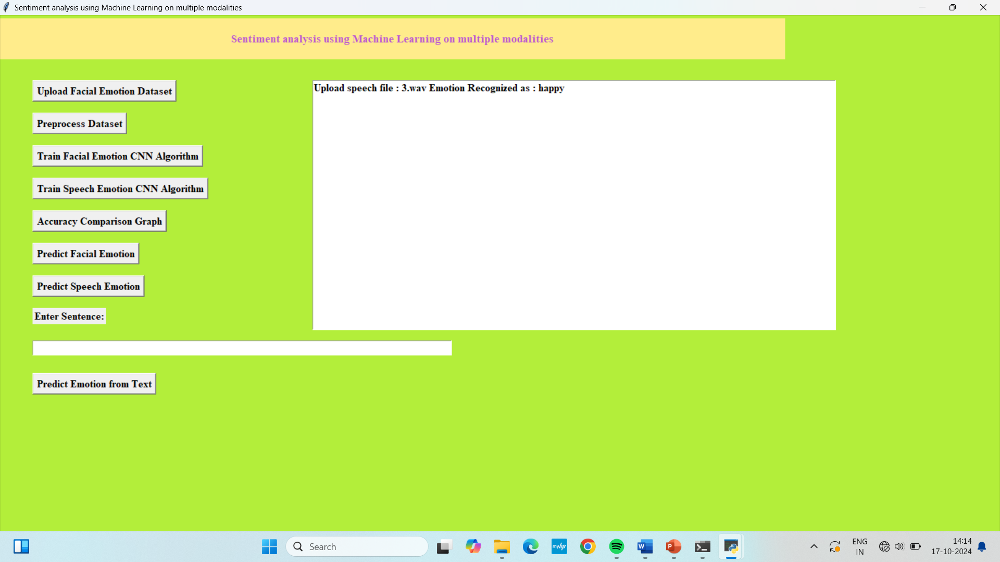 Sentiment analysis using Machine Learning on multiple modalities
Sentiment analysis using Machine Learning on multiple modalities
Upload Facial Emotion Dataset
Upload speech file : 3.wav Emotion Recognized as : happy
Preprocess Dataset
Train Facial Emotion CNN Algorithm
Train Speech Emotion CNN Algorithm
Accuracy Comparison Graph
Predict Facial Emotion
Predict Speech Emotion
Enter Sentence:
Predict Emotion from Text
Search
myhp
W
P
ENG
IN
14:14
17-10-2024